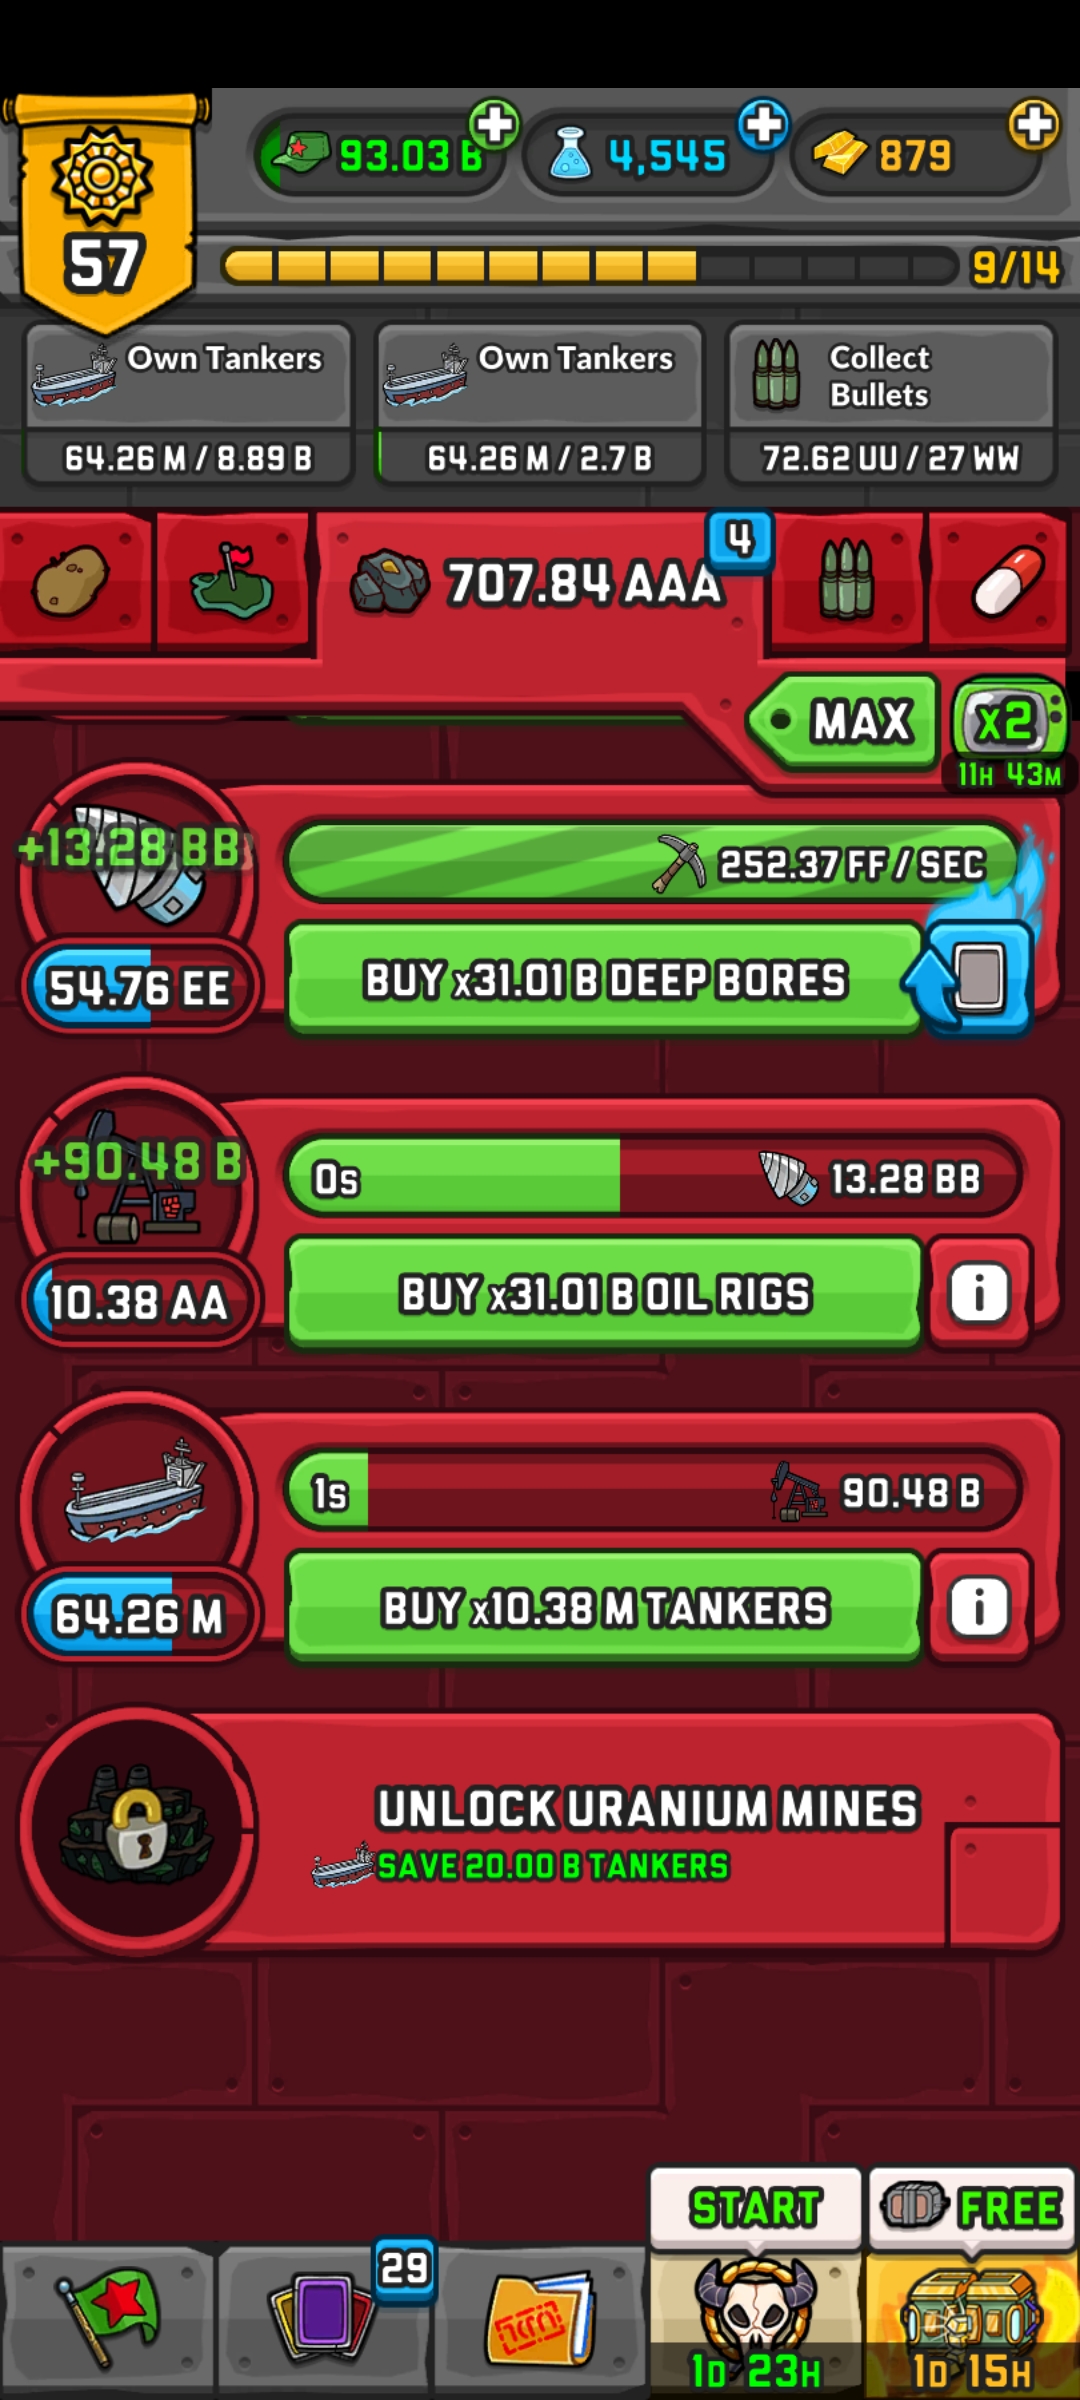 93.03 B
4,545
879
57
9/14
Own Tankers
64.26 M / 8.89 B
Own Tankers
64.26 M / 2.7 B
Collect
Bullets
72.62 UU / 27 WW
707.84 AAA
4
MAX
x2
11H 43M
+13.28 BB
252.37 FF / SEC
54.76 EE
BUY x31.01 B DEEP BORES
+90.48 B
0s
13.28 BB
10.38 AA
BUY x31.01 B OIL RIGS
i
1s
90.48 B
64.26 M
BUY x10.38 M TANKERS
i
UNLOCK URANIUM MINES
SAVE 20.00 B TANKERS
START
FREE
29
1D 23H
1D 15H